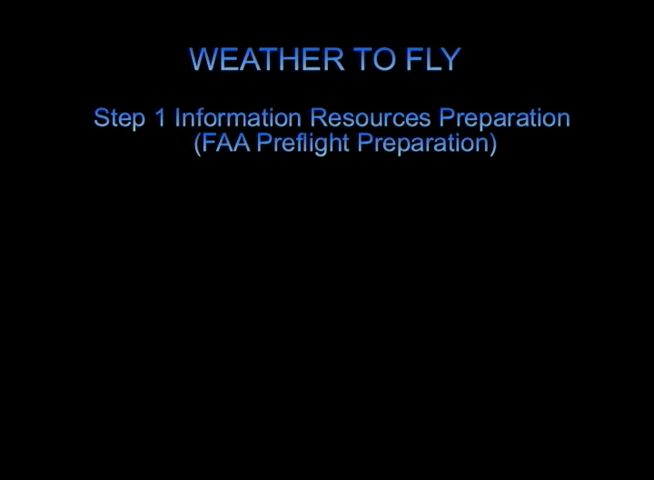 WEATHER TO FLY
Step 1 Information Resources Preparation
(FAA Preflight Preparation)